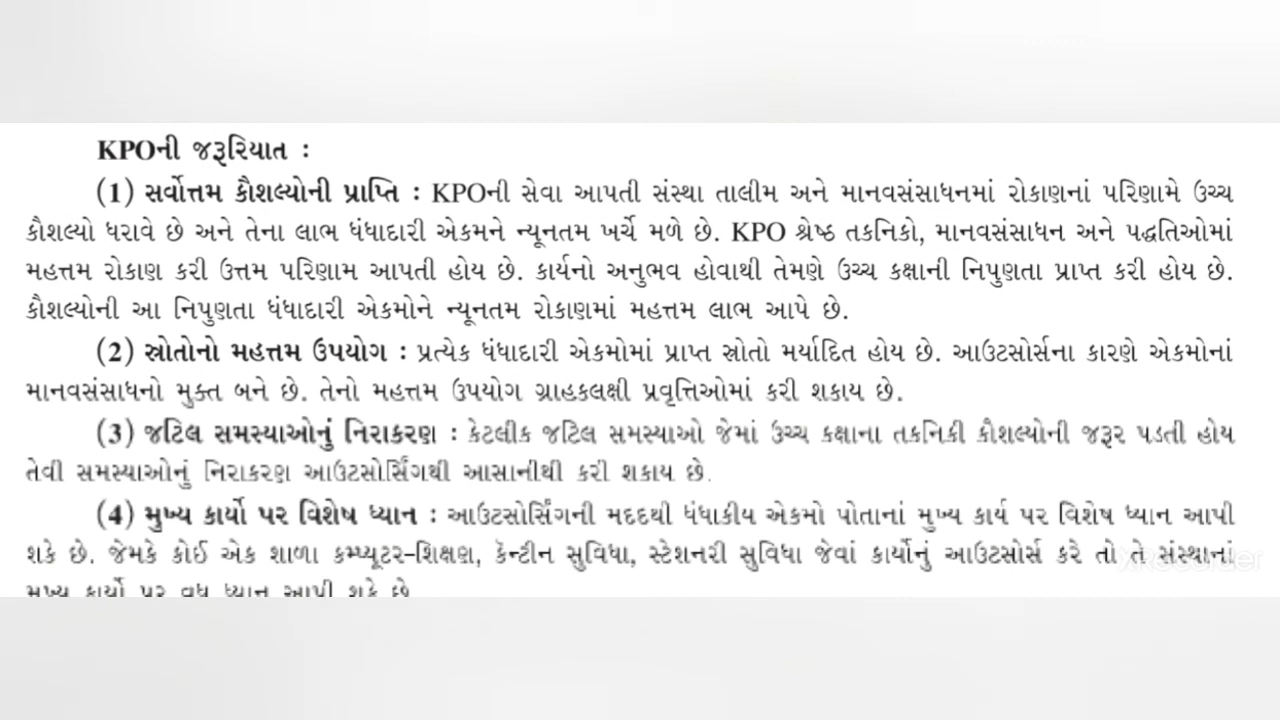 KPOની જરૂરિયાત :
(1) સર્વોત્તમ કૌશલ્યોની પ્રાપ્તિ : KPOની સેવા આપતી સંસ્થા તાલીમ અને માનવસંસાધનમાં રોકાણનાં પરિણામે ઉચ્ચ
કૌશલ્યો ધરાવે છે અને તેના લાભ ધંધાદારી એકમને ન્યૂનતમ ખર્ચે મળે છે. KPO શ્રેષ્ઠ તકનિકો, માનવસંસાધન અને પદ્ધતિઓમાં
મહત્તમ રોકાણ કરી ઉત્તમ પરિણામ આપતી હોય છે. કાર્યનો અનુભવ હોવાથી તેમણે ઉચ્ચ કક્ષાની નિપુણતા પ્રાપ્ત કરી હોય છે.
કૌશલ્યોની આ નિપુણતા ધંધાદારી એકમોને ન્યૂનતમ રોકાણમાં મહત્તમ લાભ આપે છે.
(2) સ્રોતોનો મહત્તમ ઉપયોગ : પ્રત્યેક ધંધાદારી એકમોમાં પ્રાપ્ત સ્રોતો મર્યાદિત હોય છે. આઉટસોર્સના કારણે એકમોનાં
માનવસંસાધનો મુક્ત બને છે. તેનો મહત્તમ ઉપયોગ ગ્રાહકલક્ષી પ્રવૃત્તિઓમાં કરી શકાય છે.
(3) જટિલ સમસ્યાઓનું નિરાકરણ : કેટલીક જટિલ સમસ્યાઓ જેમાં ઉચ્ચ કક્ષાના તકનિકી કૌશલ્યોની જરૂર પડતી હોય
તેવી સમસ્યાઓનું નિરાકરણ આઉટસોર્સિંગથી આસાનીથી કરી શકાય છે.
(4) મુખ્ય કાર્યો પર વિશેષ ધ્યાન : આઉટસોર્સિંગની મદદથી ધંધાકીય એકમો પોતાનાં મુખ્ય કાર્ય પર વિશેષ ધ્યાન આપી
શકે છે. જેમકે કોઈ એક શાળા કમ્પ્યૂટર-શિક્ષણ, કૅન્ટીન સુવિધા, સ્ટેશનરી સુવિધા જેવાં કાર્યોનું આઉટસોર્સ કરે તો તે સંસ્થાનાં
મુખ્ય કાર્યો પર વધુ ધ્યાન આપી શકે છે.
XRecorder